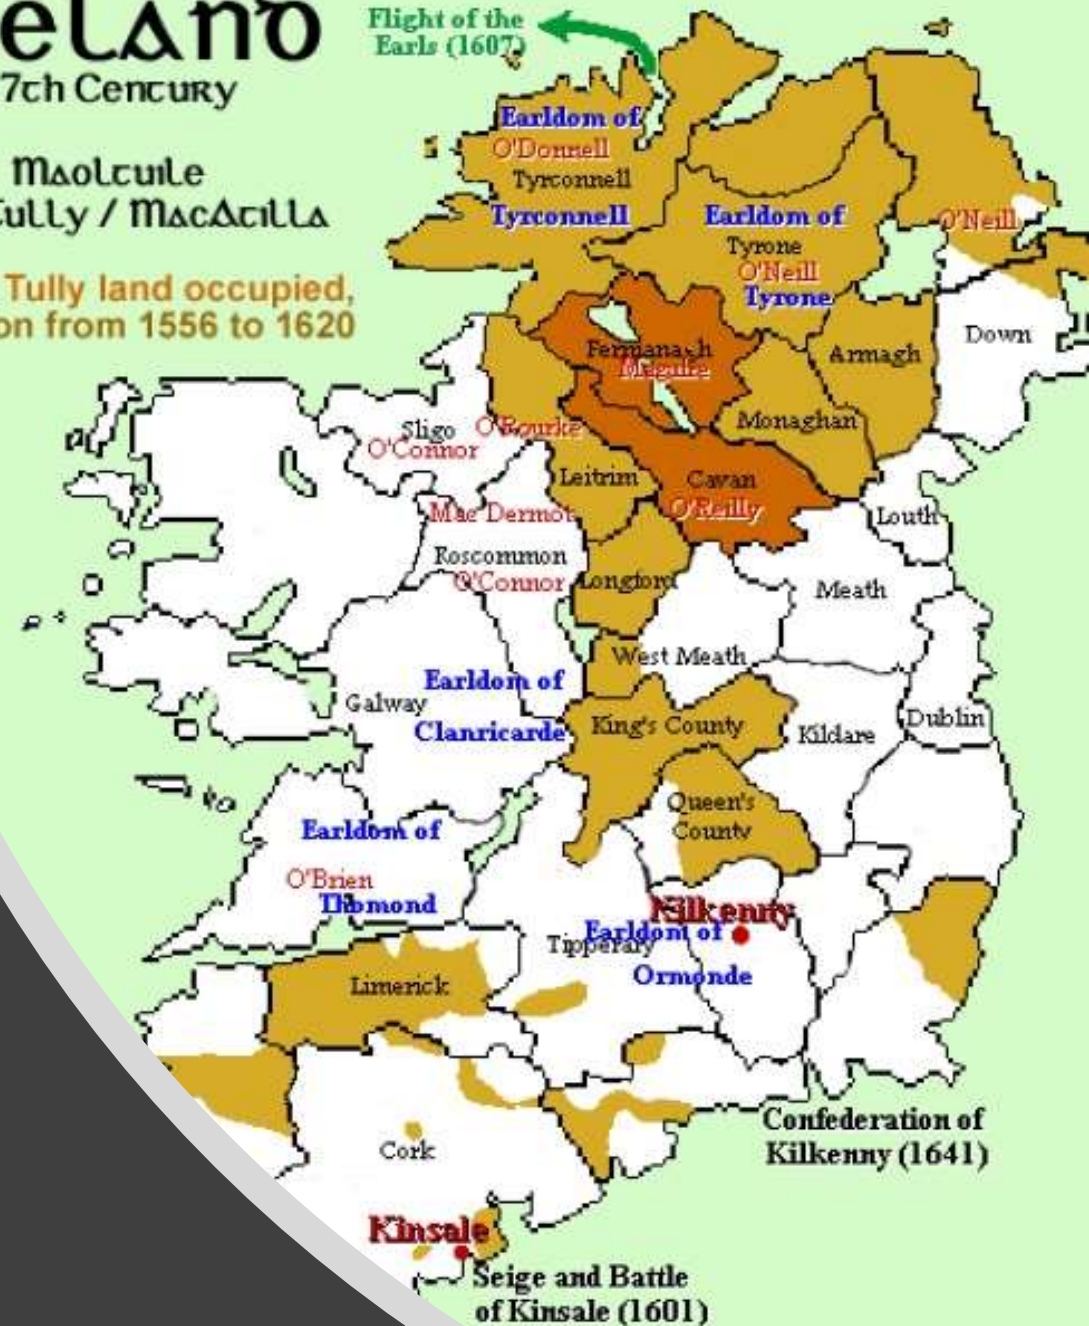 eland
7th Century
Maoltuile
Tully / MacAtilla
Tully land occupied,
on from 1556 to 1620
Flight of the
Earls (1607)
Earldom of
O'Donnell
Tyrconnell
Tyrconnell
Earldom of
Tyrone
O'Neill
Tyrone
O'Neill
Down
Armagh
Fermanagh
Maguire
Monaghan
Sligo
O'Connor
O'Rourke
Leitrim
Cavan
O'Reilly
Louth
Mac Dermot
Roscommon
O'Connor
Longford
Meath
West Meath
Earldom of
Galway
Clanricarde
King's County
Kildare
Dublin
Queen's
County
Earldom of
O'Brien
Thomond
Kilkenny
Earldom of
Tipperary
Ormonde
Limerick
Cork
Confederation of
Kilkenny (1641)
Kinsale
Seige and Battle
of Kinsale (1601)